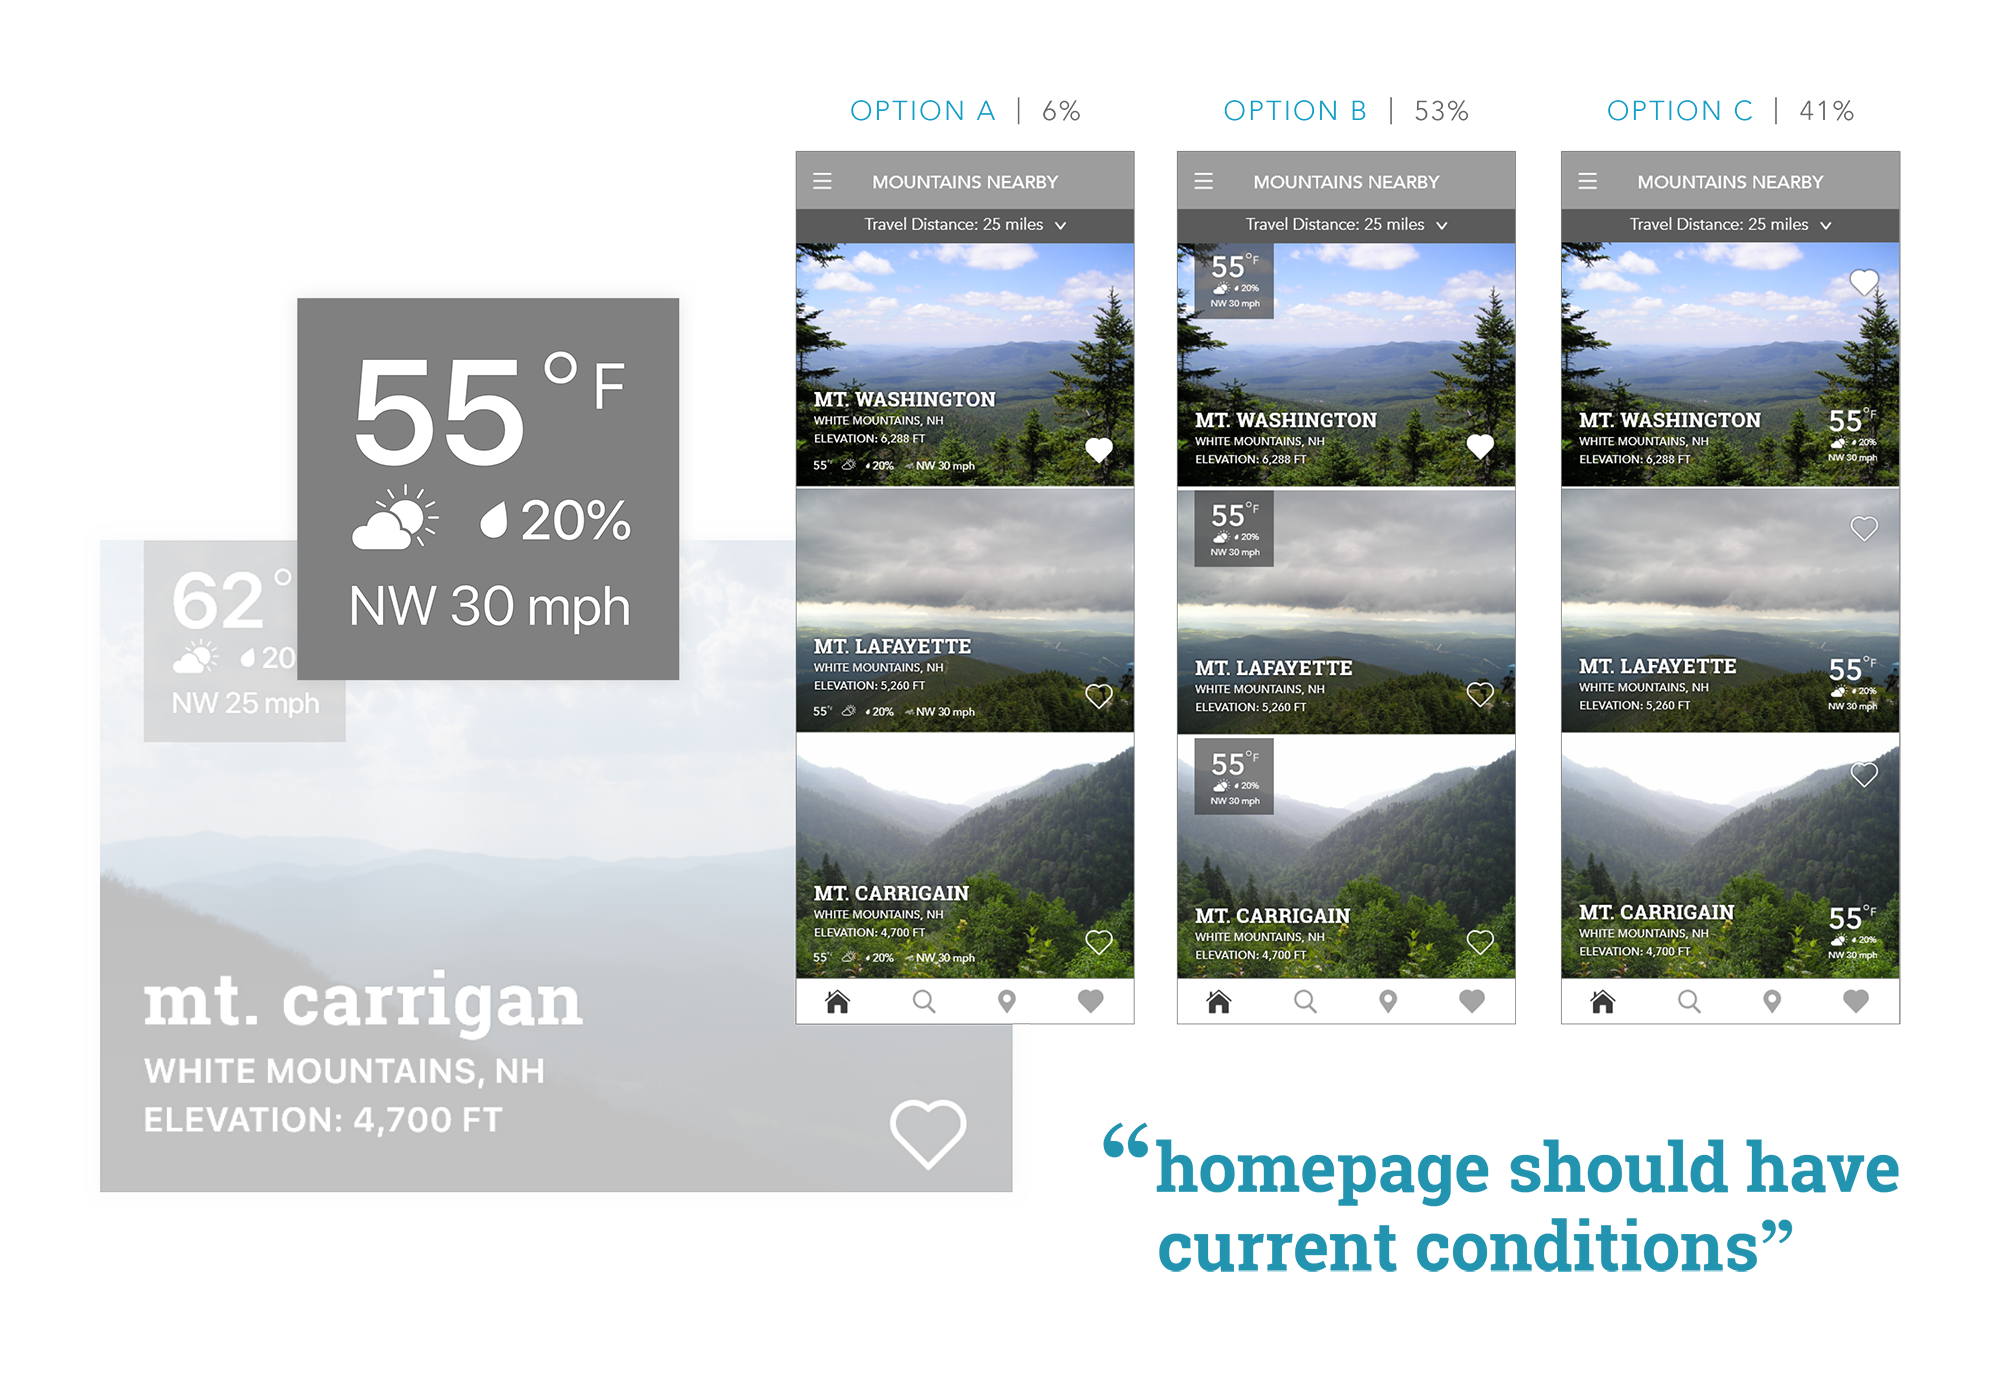 OPTION A | 6%
MOUNTAINS NEARBY
Travel Distance: 25 miles
MT. WASHINGTON
WHITE MOUNTAINS, NH
ELEVATION: 6,288 FT
55°F 20% NW 30 mph
MT. LAFAYETTE
WHITE MOUNTAINS, NH
ELEVATION: 5,260 FT
55°F 20% NW 30 mph
MT. CARRIGAIN
WHITE MOUNTAINS, NH
ELEVATION: 4,700 FT
55°F 20% NW 30 mph
OPTION B | 53%
MOUNTAINS NEARBY
Travel Distance: 25 miles
55°F
20%
NW 30 mph
MT. WASHINGTON
WHITE MOUNTAINS, NH
ELEVATION: 6,288 FT
55°F
20%
NW 30 mph
MT. LAFAYETTE
WHITE MOUNTAINS, NH
ELEVATION: 5,260 FT
55°F
20%
NW 30 mph
MT. CARRIGAIN
WHITE MOUNTAINS, NH
ELEVATION: 4,700 FT
OPTION C | 41%
MOUNTAINS NEARBY
Travel Distance: 25 miles
MT. WASHINGTON
WHITE MOUNTAINS, NH
ELEVATION: 6,288 FT
55°F
20%
NW 30 mph
MT. LAFAYETTE
WHITE MOUNTAINS, NH
ELEVATION: 5,260 FT
55°F
20%
NW 30 mph
MT. CARRIGAIN
WHITE MOUNTAINS, NH
ELEVATION: 4,700 FT
55°F
20%
NW 30 mph
55°F
20%
NW 30 mph
62°
20
NW 25 mph
mt. carrigan
WHITE MOUNTAINS, NH
ELEVATION: 4,700 FT
“homepage should have
current conditions”